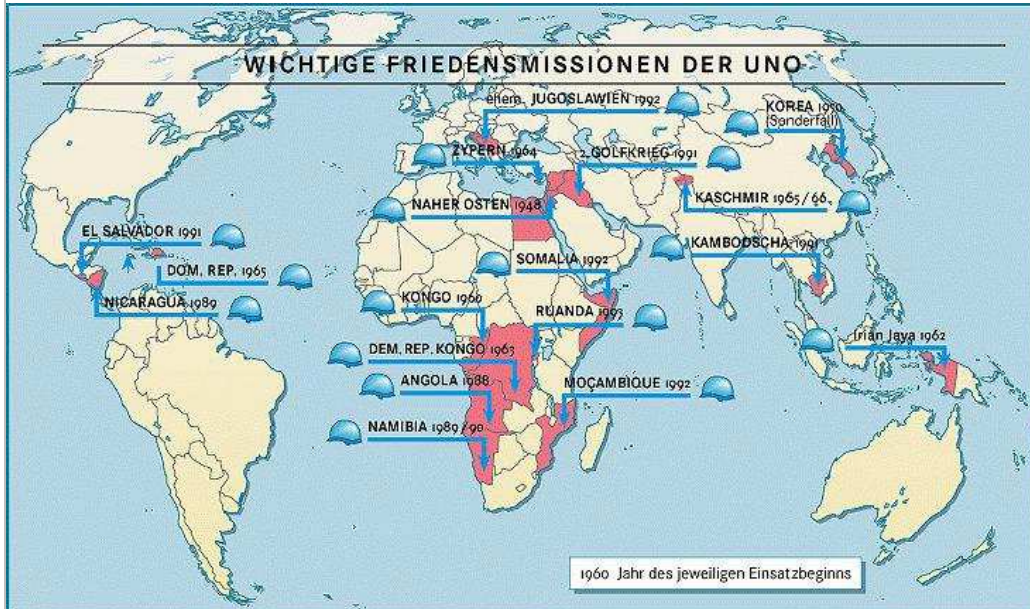 WICHTIGE FRIEDENSMISSIONEN DER UNO
ehem. JUGOSLAWIEN 1992
KOREA 1950
(Sonderfall)
ZYPERN 1964
2. GOLFKRIEG 1991
NAHER OSTEN 1948
KASCHMIR 1965/66
EL SALVADOR 1991
KAMBODSCHA 1991
SOMALIA 1992
DOM. REP. 1965
NICARAGUA 1989
KONGO 1960
RUANDA 1993
Irian Jaya 1962
DEM. REP. KONGO 1963
ANGOLA 1988
MOÇAMBIQUE 1992
NAMIBIA 1989/90
1960 Jahr des jeweiligen Einsatzbeginns